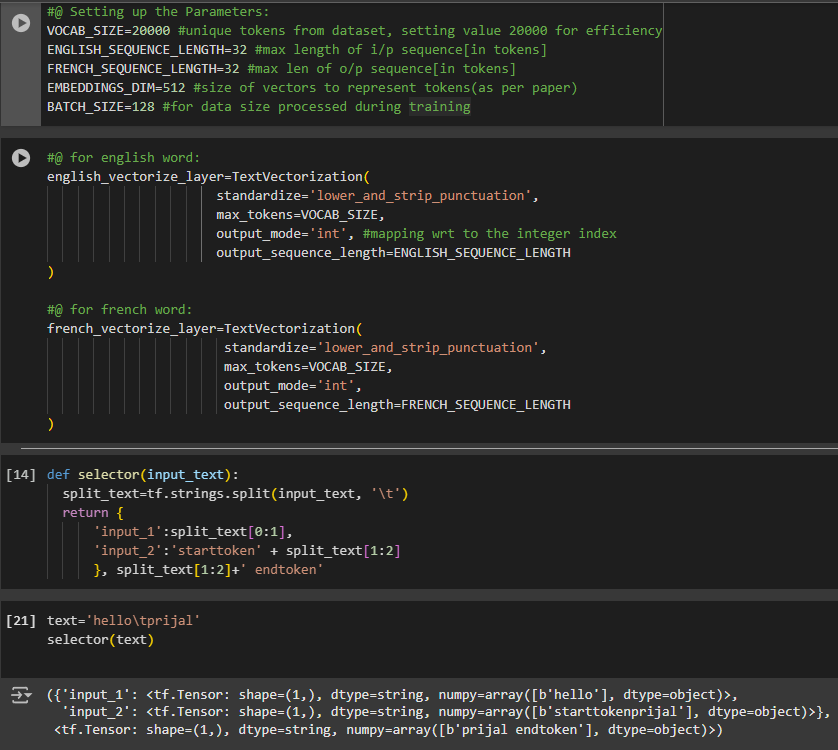 #@ Setting up the Parameters:
VOCAB_SIZE=20000 #unique tokens from dataset, setting value 20000 for efficiency
ENGLISH_SEQUENCE_LENGTH=32 #max length of i/p sequence[in tokens]
FRENCH_SEQUENCE_LENGTH=32 #max len of o/p sequence[in tokens]
EMBEDDINGS_DIM=512 #size of vectors to represent tokens(as per paper)
BATCH_SIZE=128 #for data size processed during training
#@ for english word:
english_vectorize_layer=TextVectorization(
standardize='lower_and_strip_punctuation',
max_tokens=VOCAB_SIZE,
output_mode='int', #mapping wrt to the integer index
output_sequence_length=ENGLISH_SEQUENCE_LENGTH
)
#@ for french word:
french_vectorize_layer=TextVectorization(
standardize='lower_and_strip_punctuation',
max_tokens=VOCAB_SIZE,
output_mode='int',
output_sequence_length=FRENCH_SEQUENCE_LENGTH
)
[14] def selector(input_text):
split_text=tf.strings.split(input_text, '\t')
return {
'input_1':split_text[0:1],
'input_2':'starttoken' + split_text[1:2]
}, split_text[1:2]+' endtoken'
[21] text='hello\tprijal'
selector(text)
({'input_1': <tf.Tensor: shape=(1,), dtype=string, numpy=array([b'hello'], dtype=object)>,
'input_2': <tf.Tensor: shape=(1,), dtype=string, numpy=array([b'starttokenprijal'], dtype=object)>},
<tf.Tensor: shape=(1,), dtype=string, numpy=array([b'prijal endtoken'], dtype=object)>)